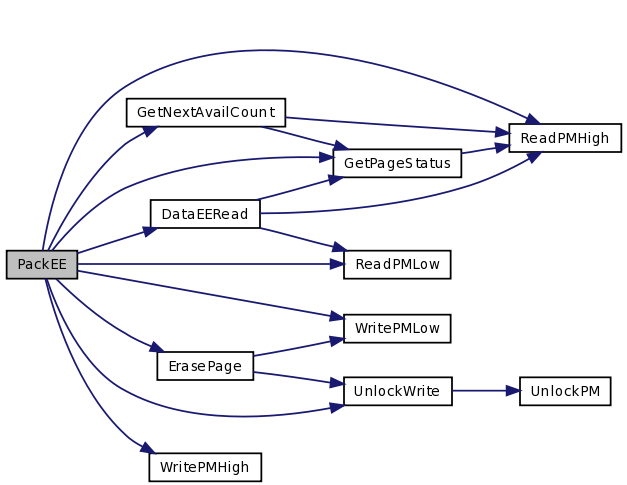 GetNextAvailCount
ReadPMHigh
GetPageStatus
DataEERead
PackEE
ReadPMLow
WritePMLow
ErasePage
UnlockWrite
UnlockPM
WritePMHigh